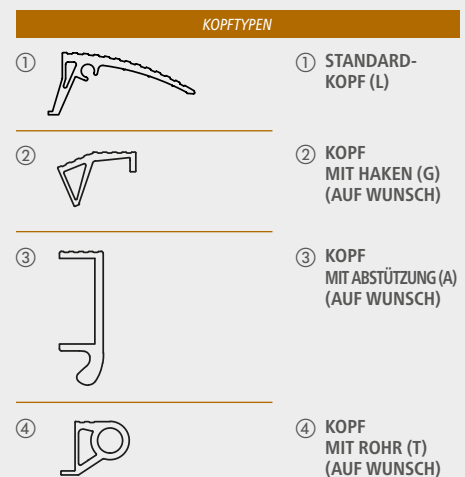 KOPFTYPEN
① ① STANDARD-
KOPF (L)
② ② KOPF
MIT HAKEN (G)
(AUF WUNSCH)
③ ③ KOPF
MIT ABSTÜTZUNG (A)
(AUF WUNSCH)
④ ④ KOPF
MIT ROHR (T)
(AUF WUNSCH)